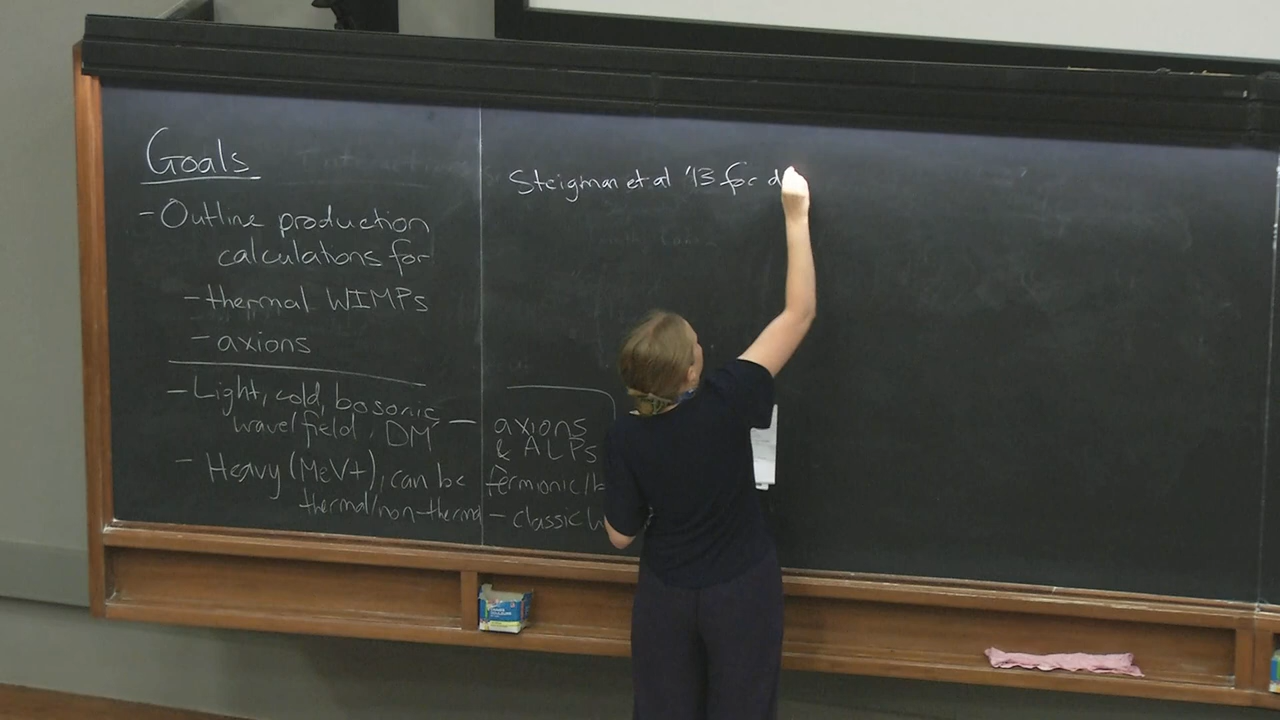 Goals
- Outline production
calculations for
- thermal WIMPs
- axions
- Light, cold, bosonic
wave/field, DM —
- Heavy (MeV+), can be
thermal/non-thermal
Steigman et al '13 for d
axions
& ALPs
fermionic/b
- classic W